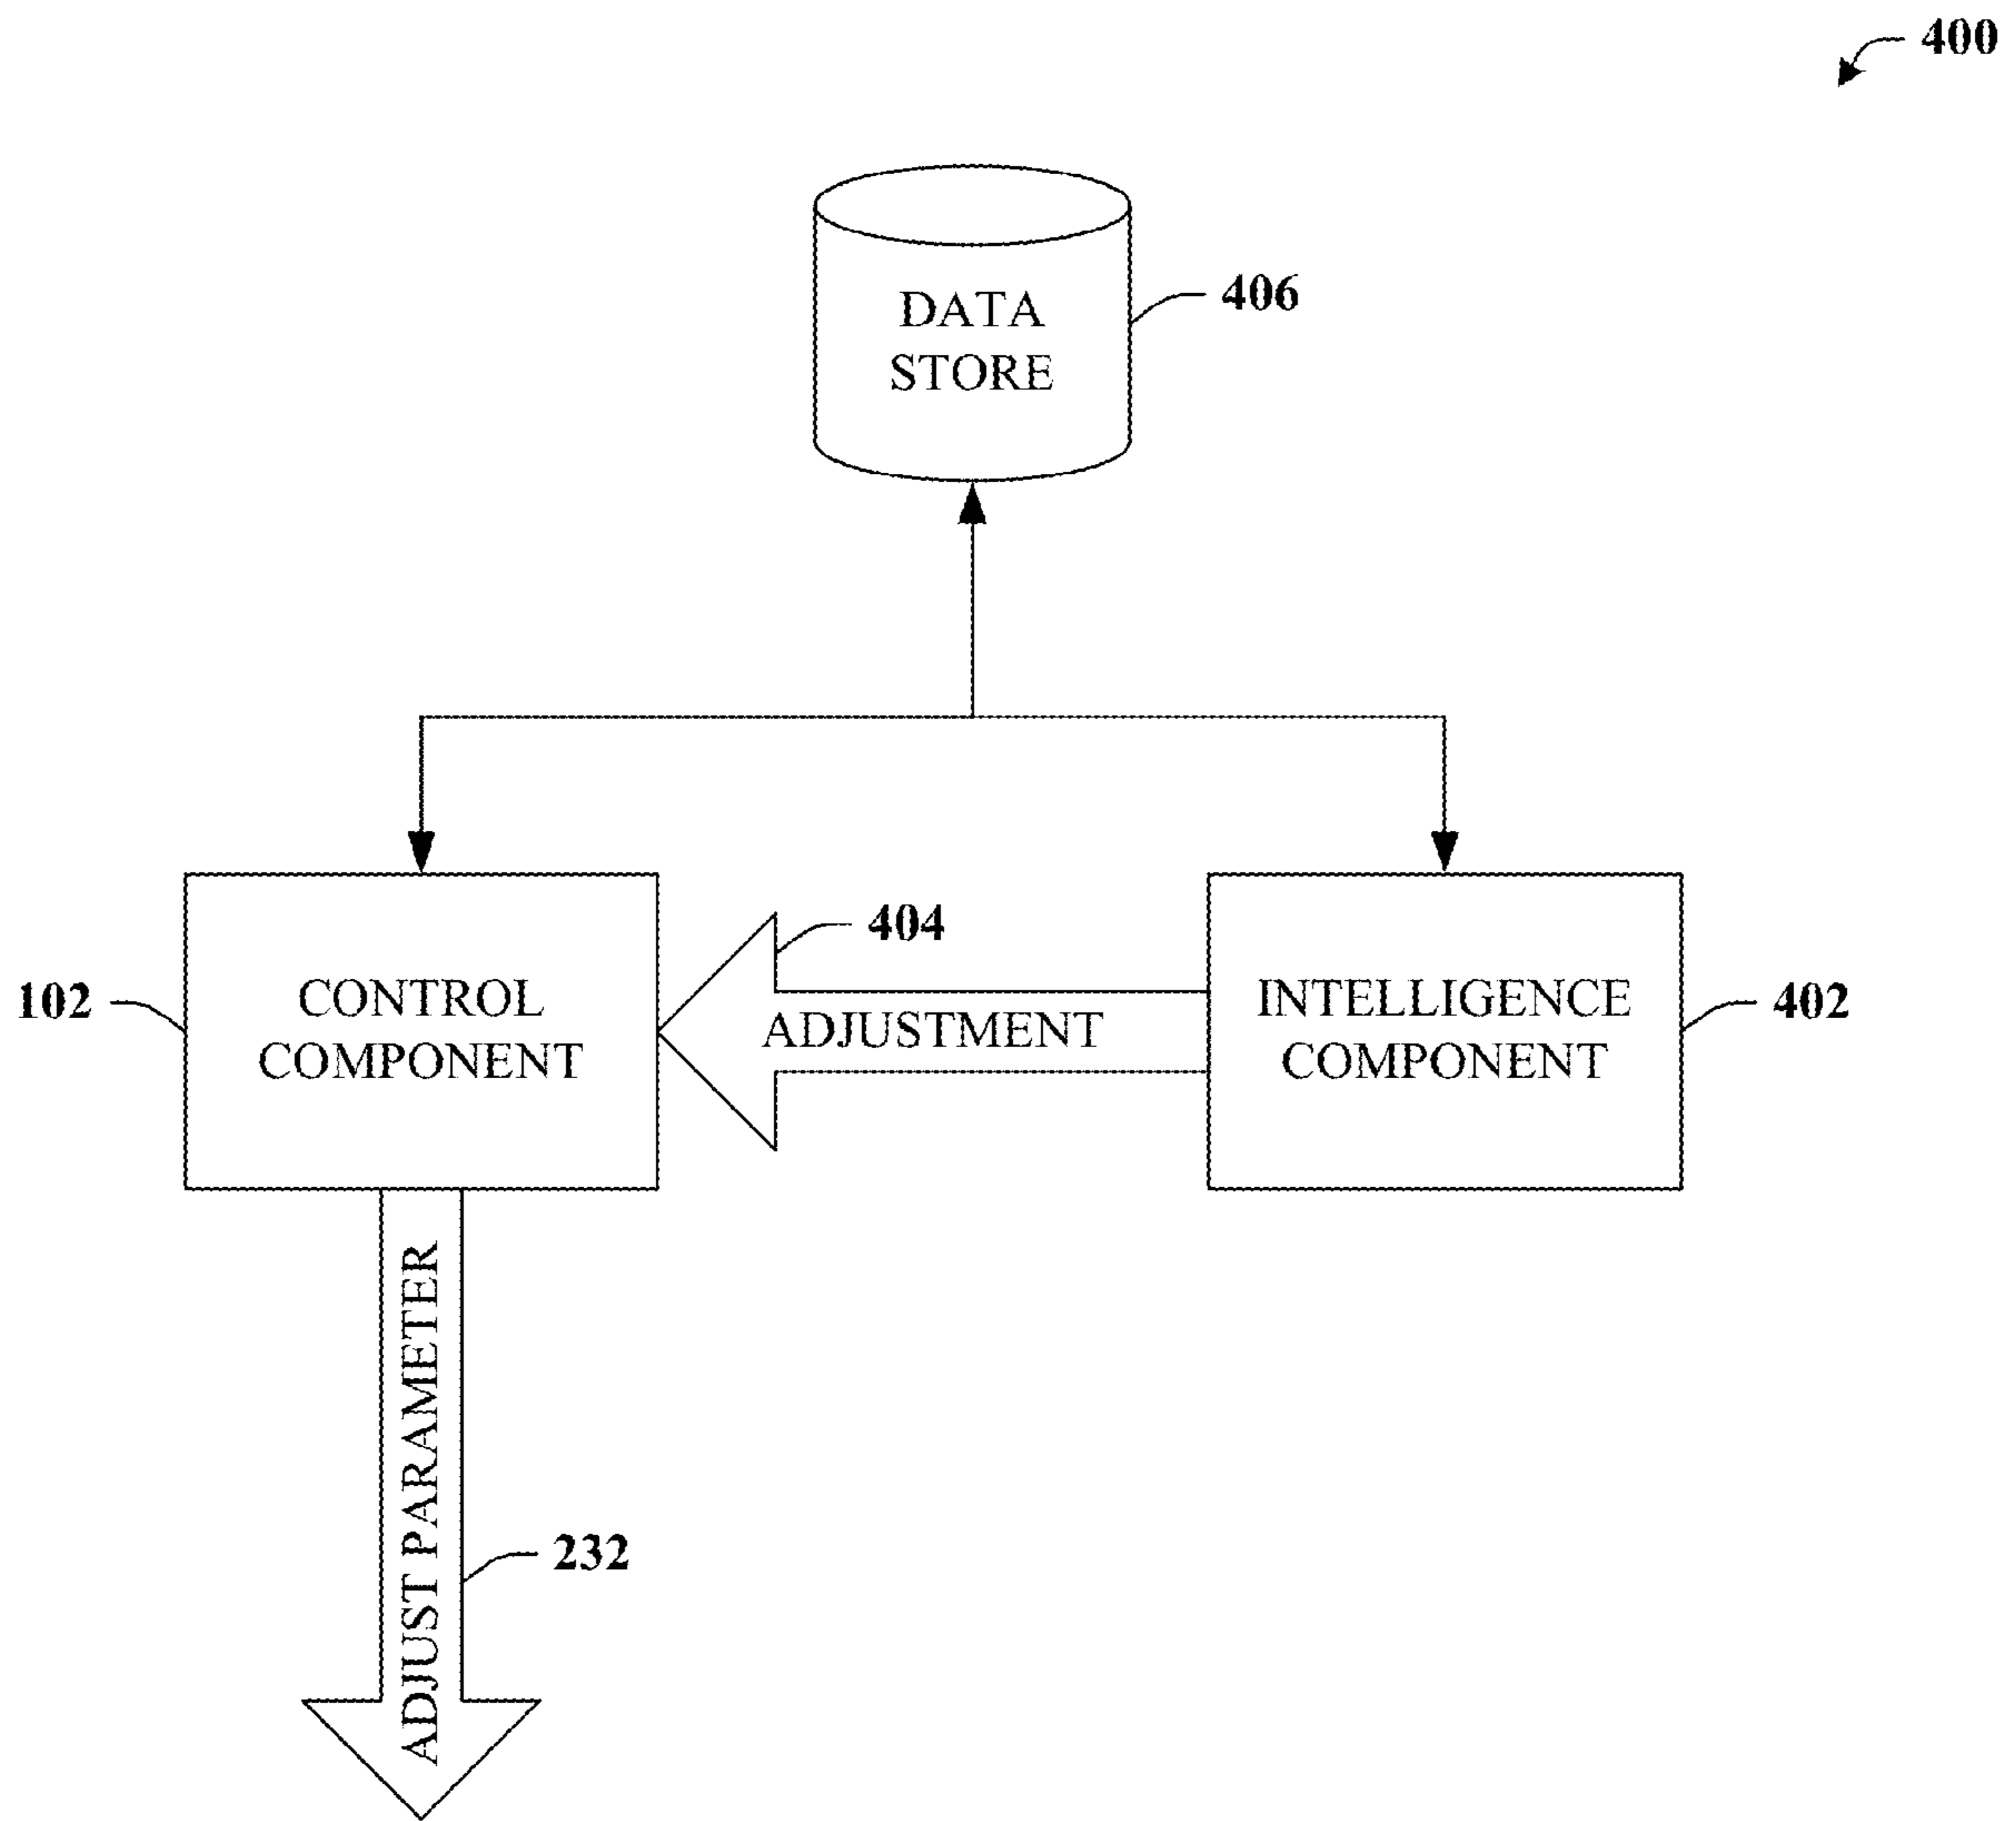 400
DATA
STORE
406
404
102
CONTROL
COMPONENT
ADJUSTMENT
INTELLIGENCE
COMPONENT
402
ADJUST PARAMETER
232